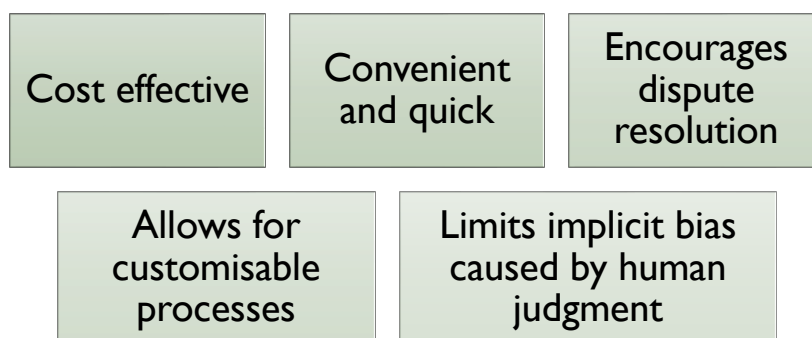 Cost effective
Convenient
and quick
Encourages
dispute
resolution
Allows for
customisable
processes
Limits implicit bias
caused by human
judgment